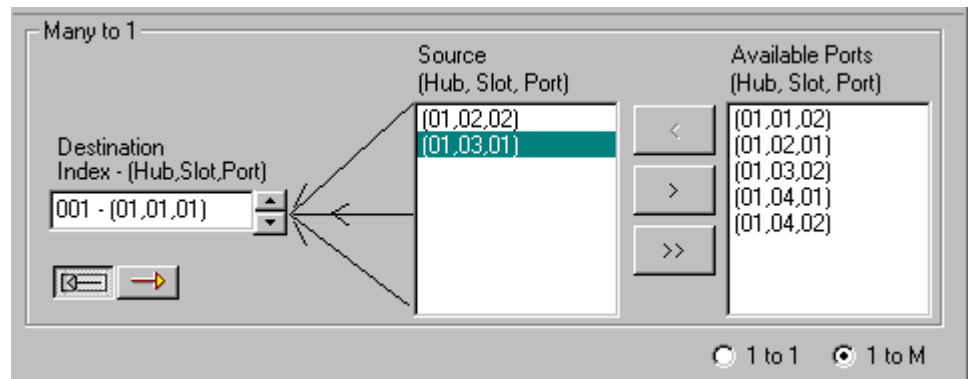 Many to 1
Source
(Hub, Slot, Port)
Available Ports
(Hub, Slot, Port)
Destination
Index - (Hub,Slot,Port)
001 - (01,01,01)
(01,02,02)
(01,03,01)
<
>
>>
(01,01,02)
(01,02,01)
(01,03,02)
(01,04,01)
(01,04,02)
1 to 1
1 to M